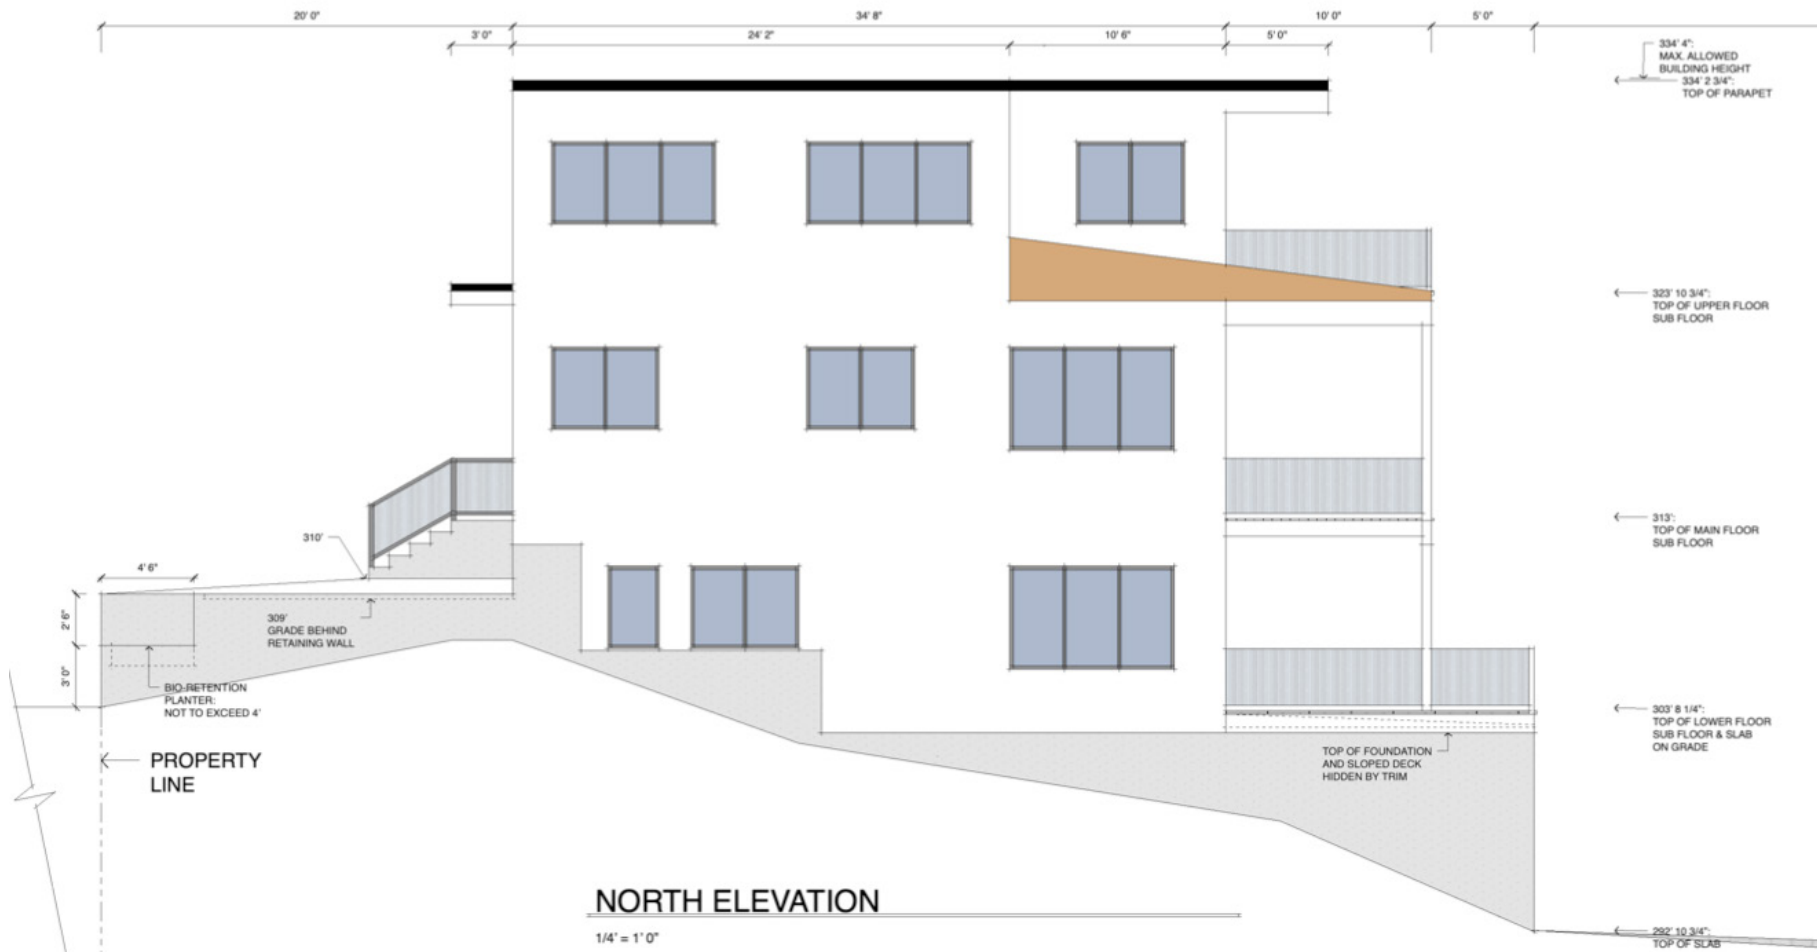 20' 0"
34' 8"
10' 0"
5' 0"
3' 0"
24' 2"
10' 6"
5' 0"
334' 4":
MAX. ALLOWED
BUILDING HEIGHT
334' 2 3/4":
TOP OF PARAPET
323' 10 3/4":
TOP OF UPPER FLOOR
SUB FLOOR
313':
TOP OF MAIN FLOOR
SUB FLOOR
310'
4' 6"
2' 6"
3' 0"
309'
GRADE BEHIND
RETAINING WALL
BIO-RETENTION
PLANTER:
NOT TO EXCEED 4'
303' 8 1/4":
TOP OF LOWER FLOOR
SUB FLOOR & SLAB
ON GRADE
TOP OF FOUNDATION
AND SLOPED DECK
HIDDEN BY TRIM
PROPERTY
LINE
NORTH ELEVATION
1/4' = 1' 0"
292' 10 3/4":
TOP OF SLAB